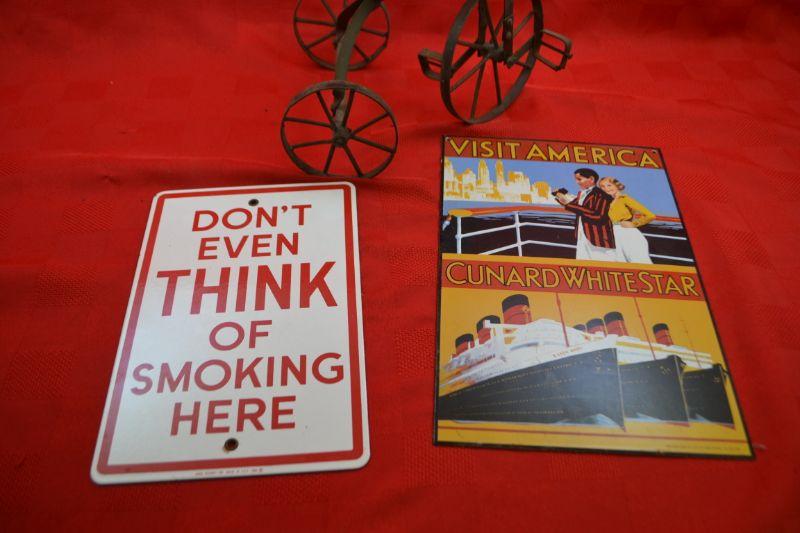 DON'T
EVEN
THINK
OF
SMOKING
HERE
VISIT AMERICA
CUNARD WHITE STAR